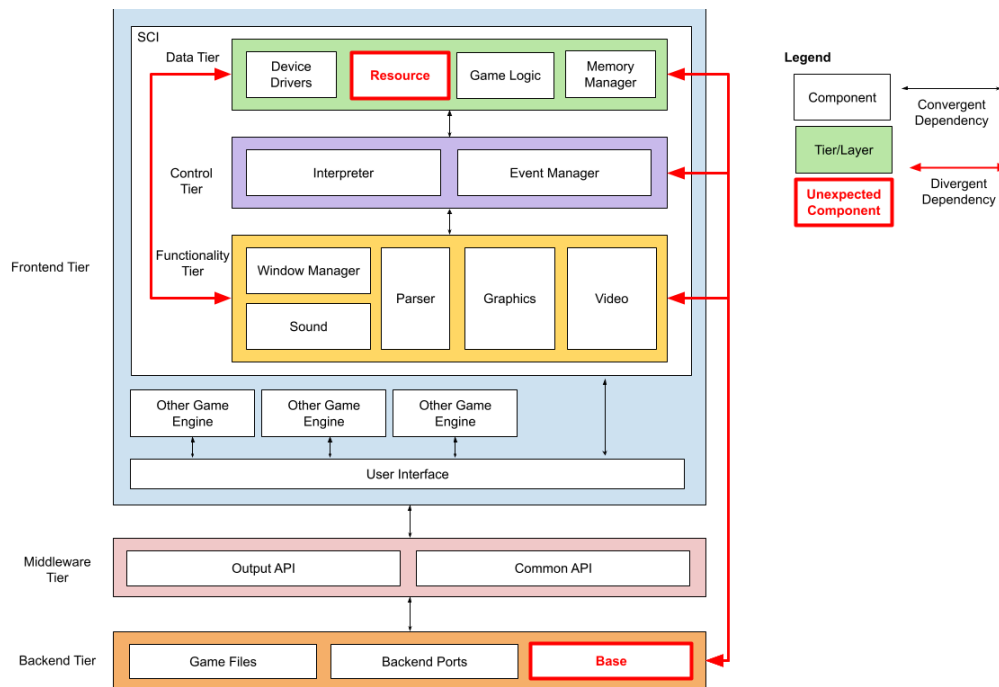 SCI
Data Tier
Device
Drivers
Resource
Game Logic
Memory
Manager
Control
Tier
Interpreter
Event Manager
Functionality
Tier
Window Manager
Sound
Parser
Graphics
Video
Frontend Tier
Other Game
Engine
Other Game
Engine
Other Game
Engine
User Interface
Middleware
Tier
Output API
Common API
Backend Tier
Game Files
Backend Ports
Base
Legend
Component
Convergent
Dependency
Tier/Layer
Unexpected
Component
Divergent
Dependency